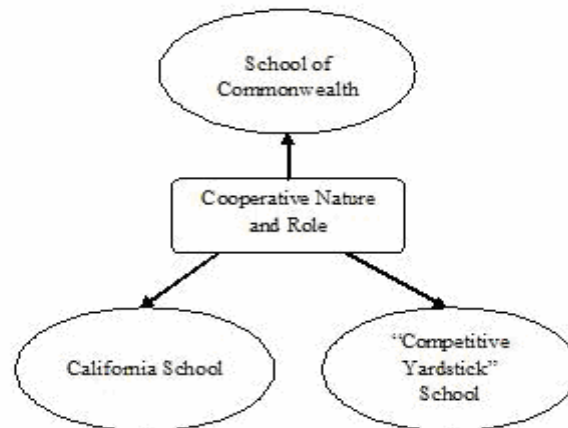 School of
Commonwealth
Cooperative Nature
and Role
California School
“Competitive
Yardstick”
School